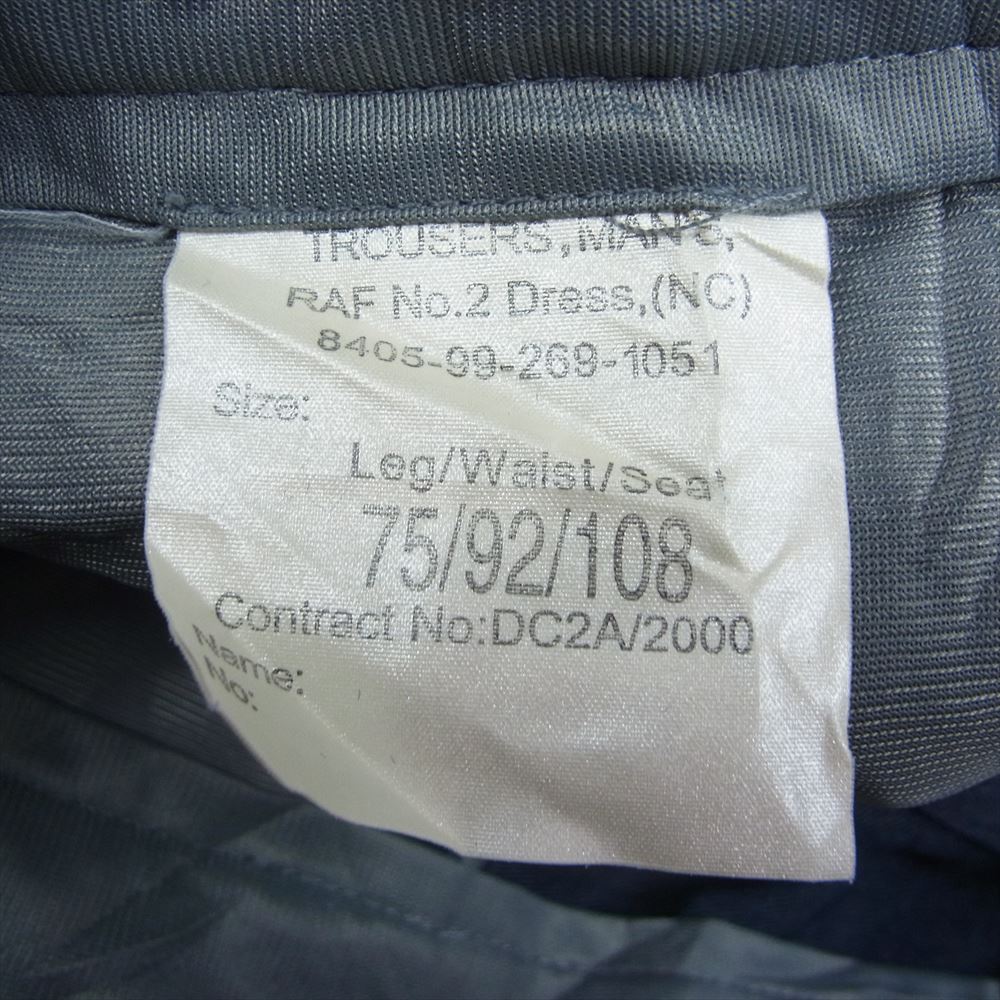 TROUSERS,MAN'S,
RAF No.2 Dress,(NC)
8405-99-269-1051
Size:
Leg/Waist/Seat
75/92/108
Contract No:DC2A/2000
Name:
No: